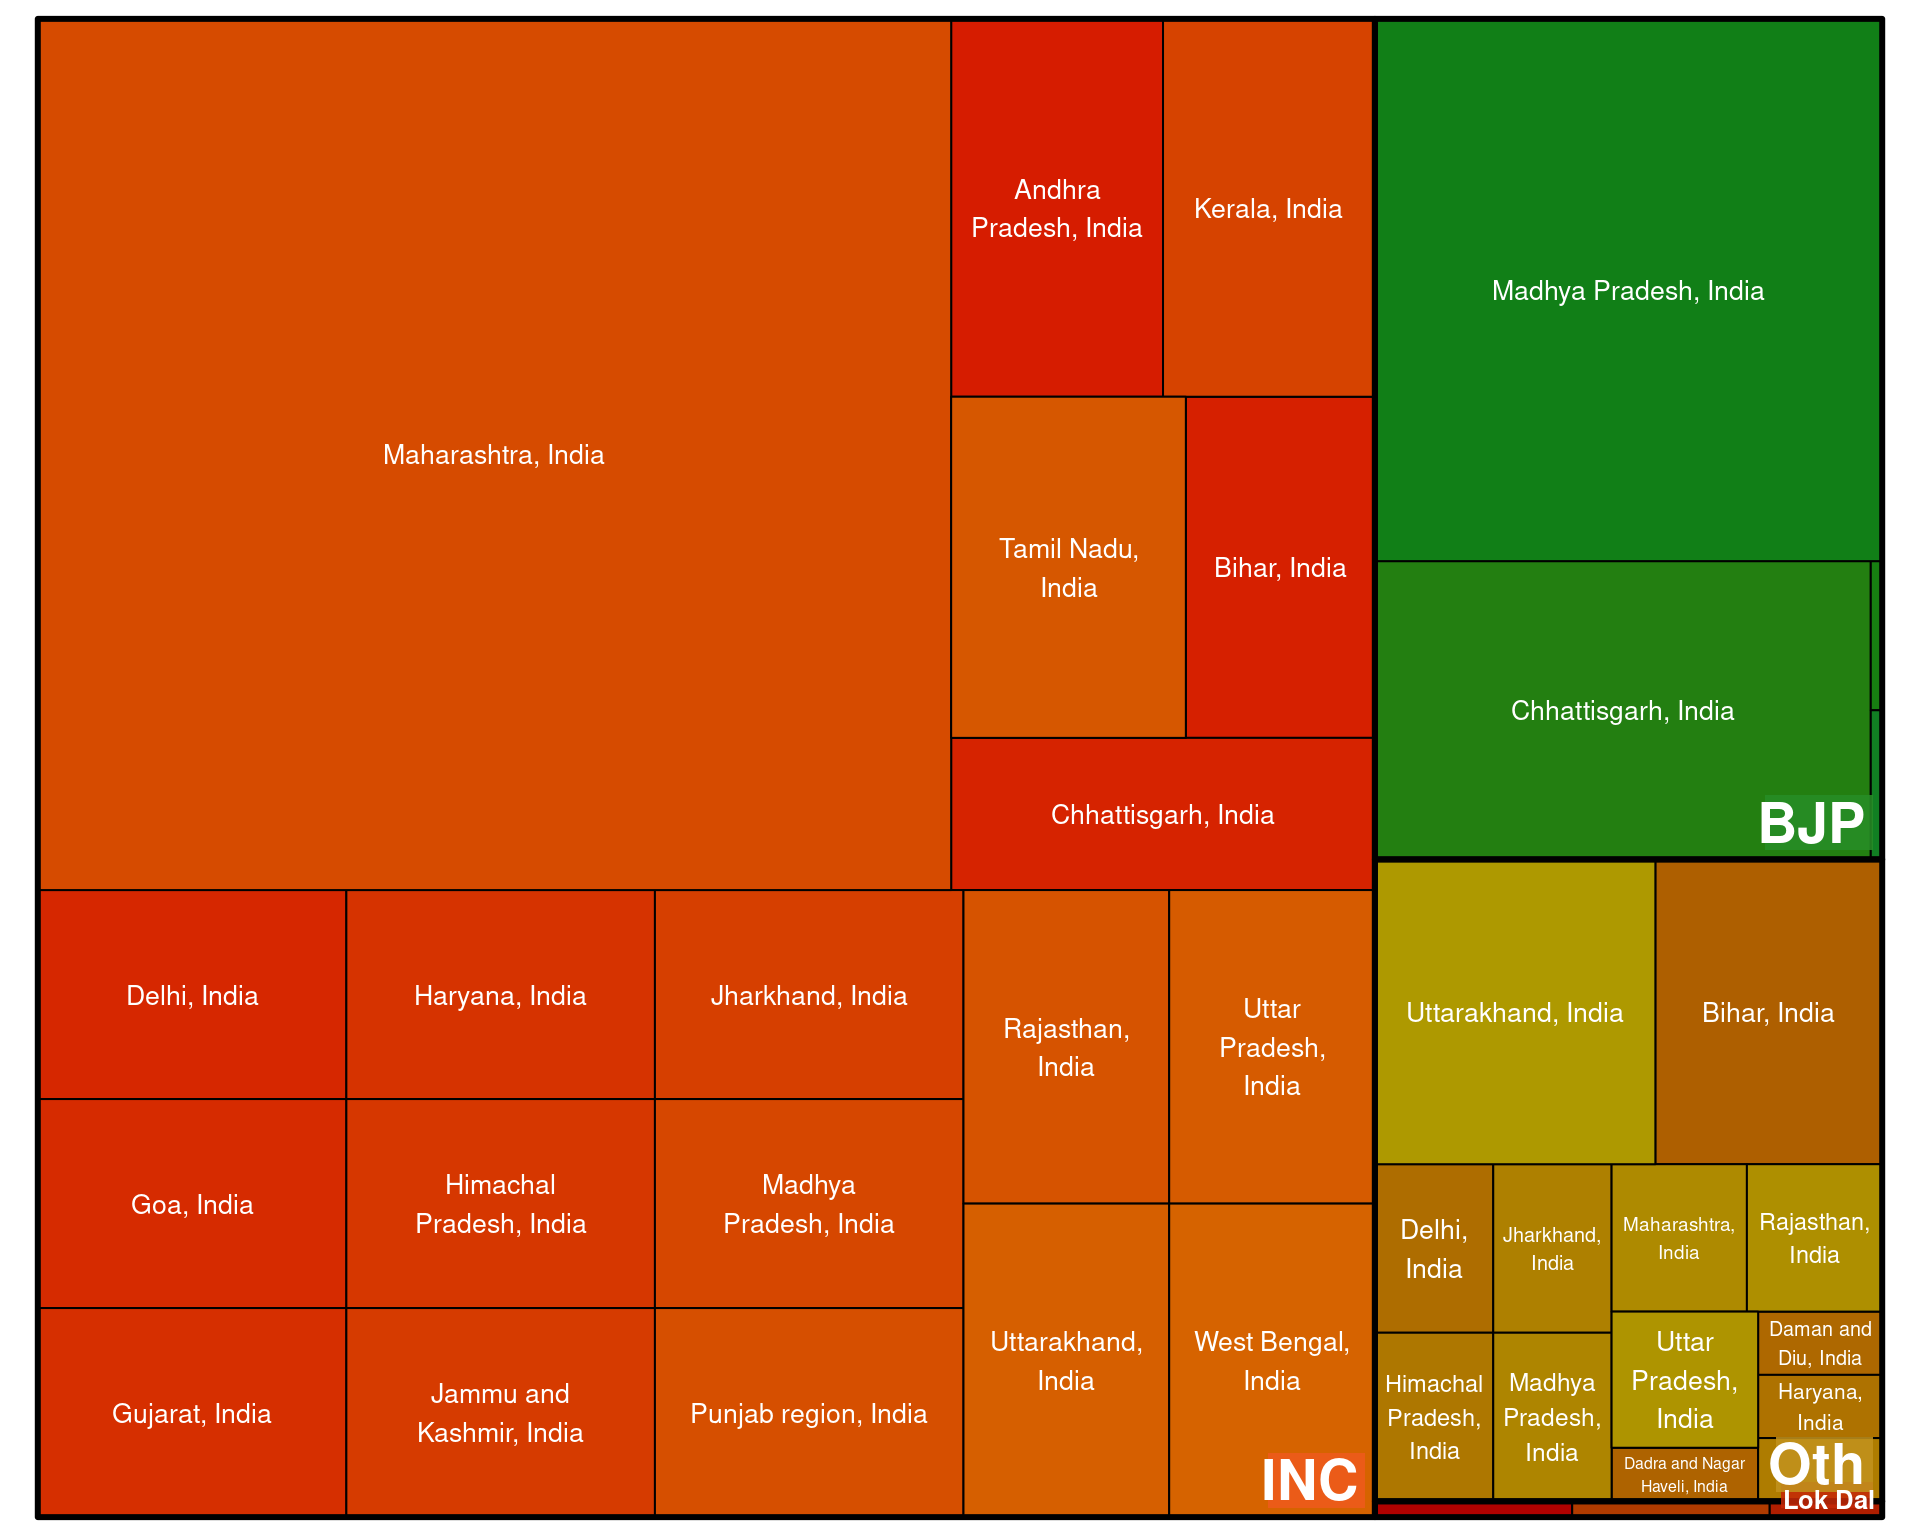 Maharashtra, India
Andhra
Pradesh, India
Kerala, India
Tamil Nadu,
India
Bihar, India
Chhattisgarh, India
Delhi, India
Haryana, India
Jharkhand, India
Goa, India
Himachal
Pradesh, India
Madhya
Pradesh, India
Gujarat, India
Jammu and
Kashmir, India
Punjab region, India
Rajasthan,
India
Uttar
Pradesh,
India
Uttarakhand,
India
West Bengal,
India
INC
Madhya Pradesh, India
Chhattisgarh, India
BJP
Uttarakhand, India
Bihar, India
Delhi,
India
Jharkhand,
India
Maharashtra,
India
Rajasthan,
India
Himachal
Pradesh,
India
Madhya
Pradesh,
India
Uttar
Pradesh,
India
Daman and
Diu, India
Haryana,
India
Dadra and Nagar
Haveli, India
Oth
Lok Dal